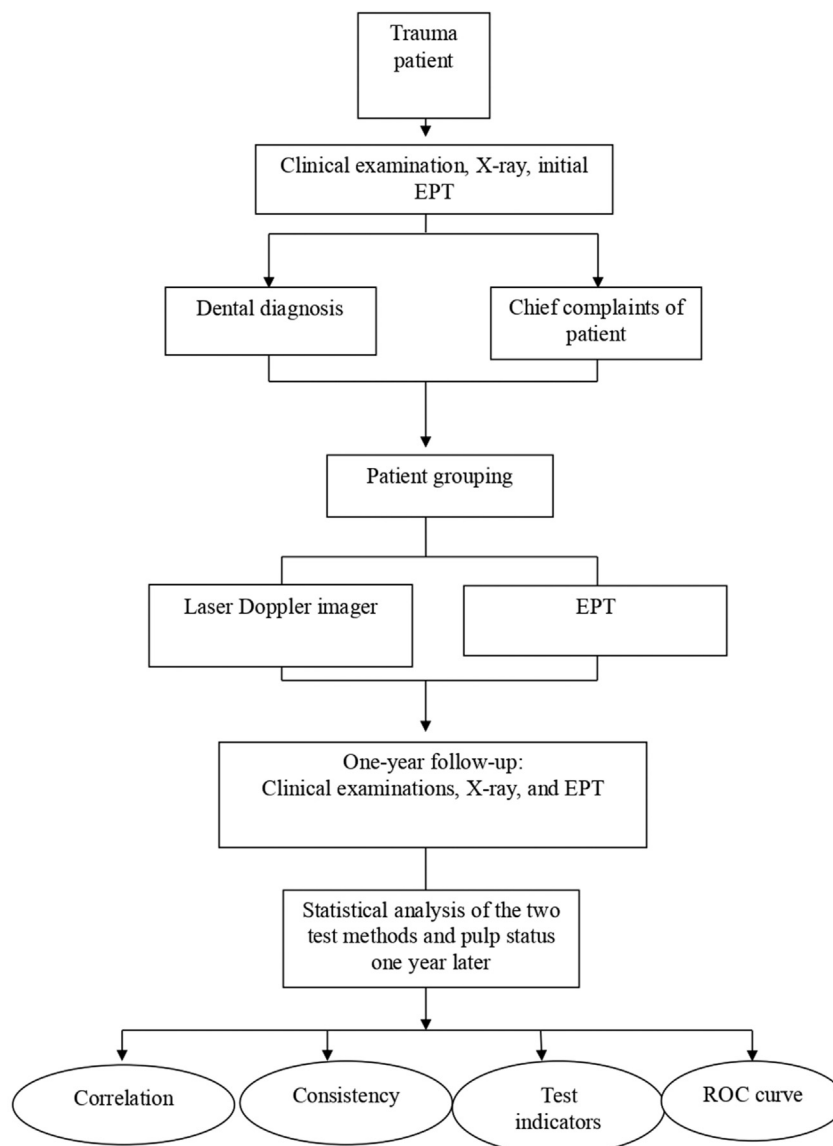 Trauma
patient
Clinical examination, X-ray, initial
EPT
Dental diagnosis
Chief complaints of
patient
Patient grouping
Laser Doppler imager
EPT
One-year follow-up:
Clinical examinations, X-ray, and EPT
Statistical analysis of the two
test methods and pulp status
one year later
Correlation
Consistency
Test
indicators
ROC curve